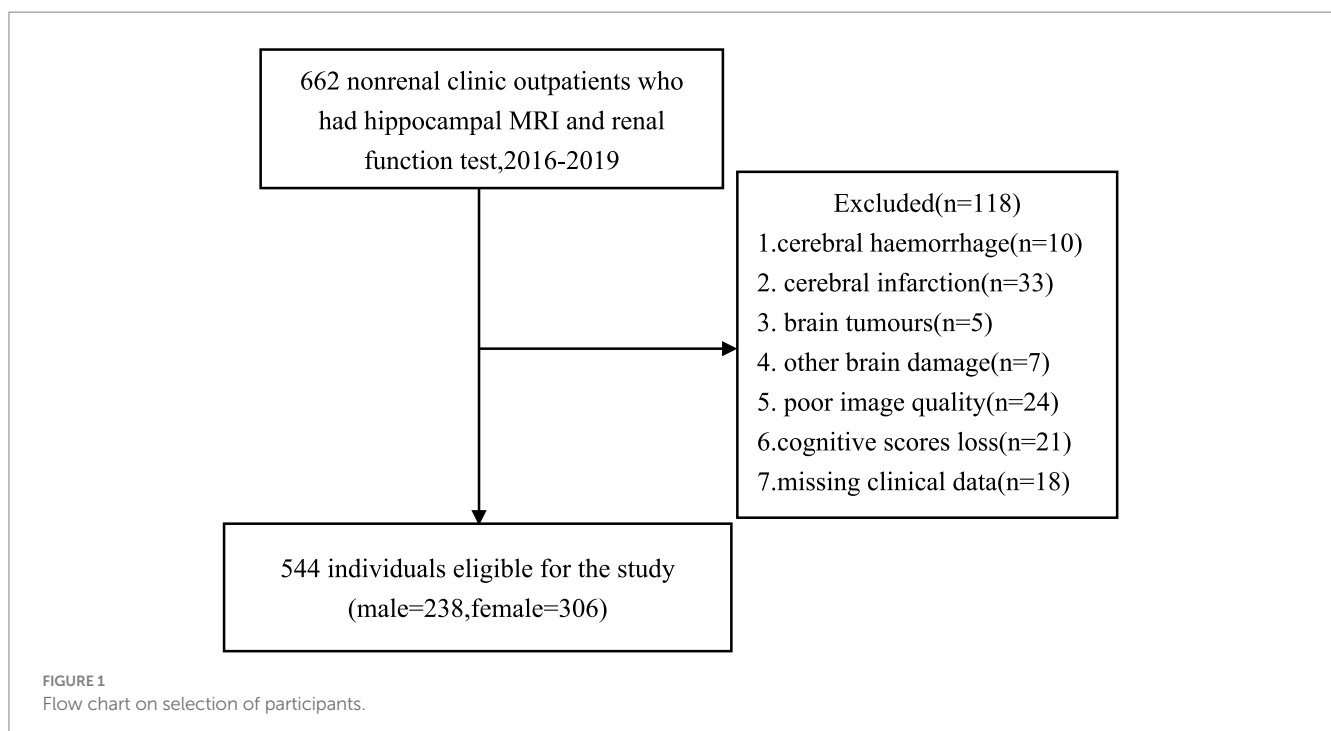 662 nonrenal clinic outpatients who
had hippocampal MRI and renal
function test,2016-2019
Excluded(n=118)
1.cerebral haemorrhage(n=10)
2. cerebral infarction(n=33)
3. brain tumours(n=5)
4. other brain damage(n=7)
5. poor image quality(n=24)
6.cognitive scores loss(n=21)
7.missing clinical data(n=18)
544 individuals eligible for the study
(male=238,female=306)
FIGURE 1
Flow chart on selection of participants.